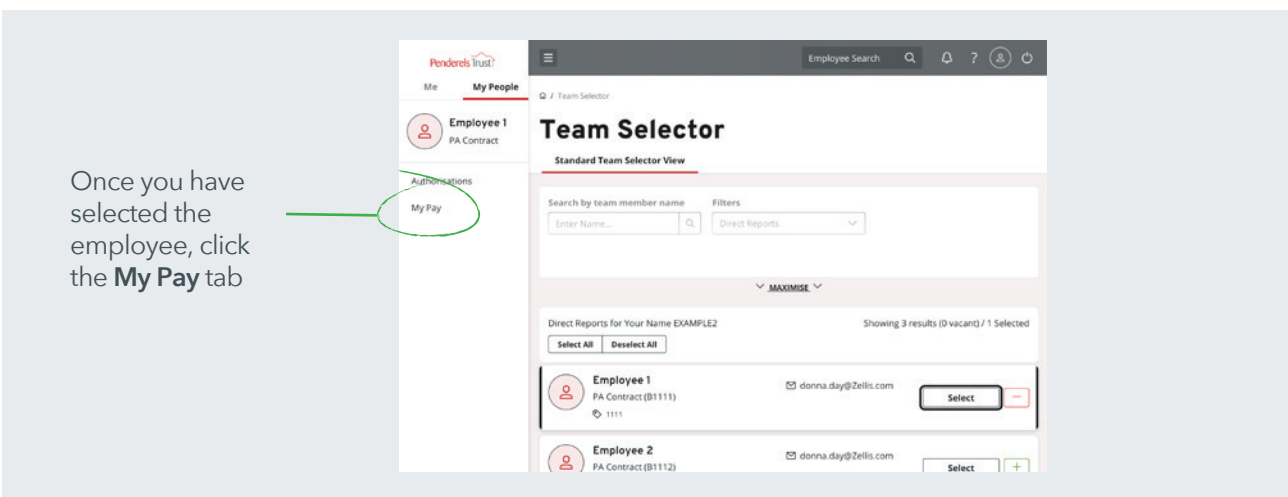 Once you have
selected the
employee, click
the My Pay tab
Penderels Trust
Me My People
Employee 1
PA Contract
Authorisations
My Pay
Employee Search
?
/ Team Selector
Team Selector
Standard Team Selector View
Search by team member name Filters
Enter Name... Direct Reports
MAXIMISE
Direct Reports for Your Name EXAMPLE2 Showing 3 results (0 vacant) / 1 Selected
Select All Deselect All
Employee 1
PA Contract (B1111)
1111
donna.day@Zellis.com
Select −
Employee 2
PA Contract (B1112)
donna.day@Zellis.com
Select +